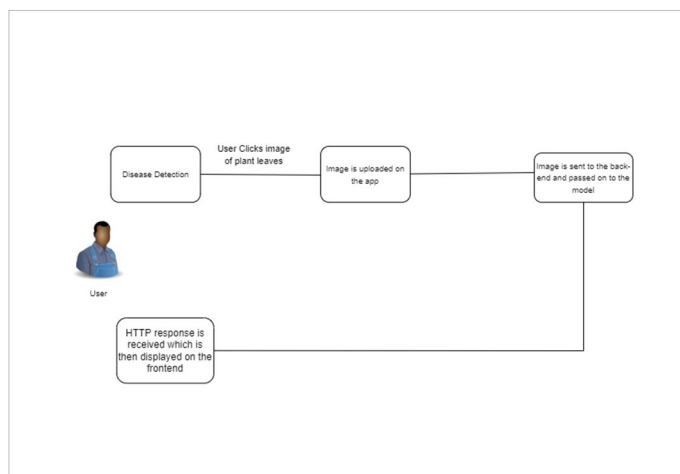 User Clicks image
of plant leaves
Disease Detection
Image is uploaded on
the app
Image is sent to the back-
end and passed on to the
model
User
HTTP response is
received which is
then displayed on the
frontend